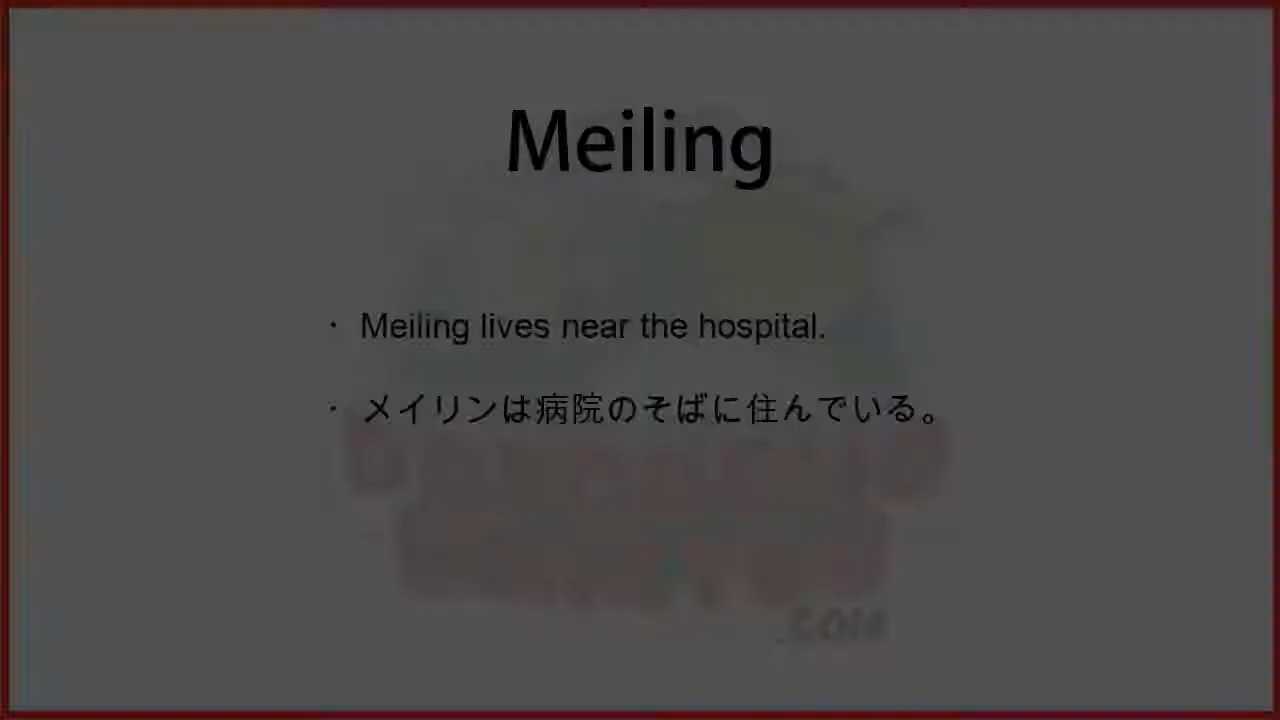 Meiling
· Meiling lives near the hospital.
· メイリンは病院のそばに住んでいる。
.COM